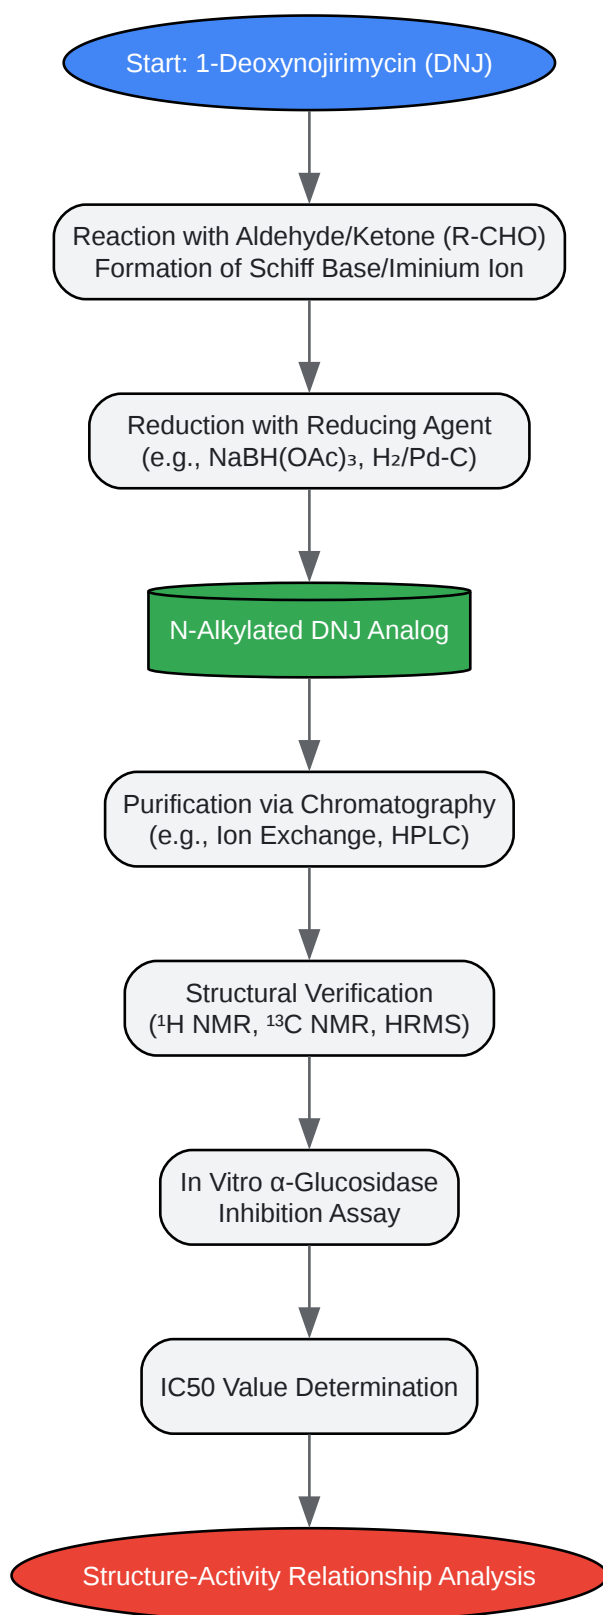 Start: 1-Deoxynojirimycin (DNJ)
Reaction with Aldehyde/Ketone (R-CHO)
Formation of Schiff Base/Iminium Ion
Reduction with Reducing Agent
(e.g., NaBH(OAc)₃, H₂/Pd-C)
N-Alkylated DNJ Analog
Purification via Chromatography
(e.g., Ion Exchange, HPLC)
Structural Verification
(¹H NMR, ¹³C NMR, HRMS)
In Vitro α-Glucosidase
Inhibition Assay
IC50 Value Determination
Structure-Activity Relationship Analysis